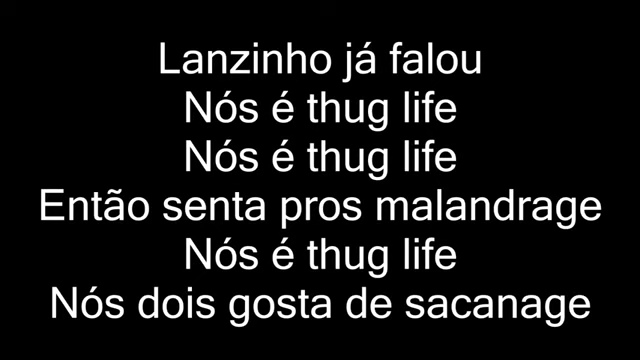 Lanzinho já falou
Nós é thug life
Nós é thug life
Então senta pros malandrage
Nós é thug life
Nós dois gosta de sacanage